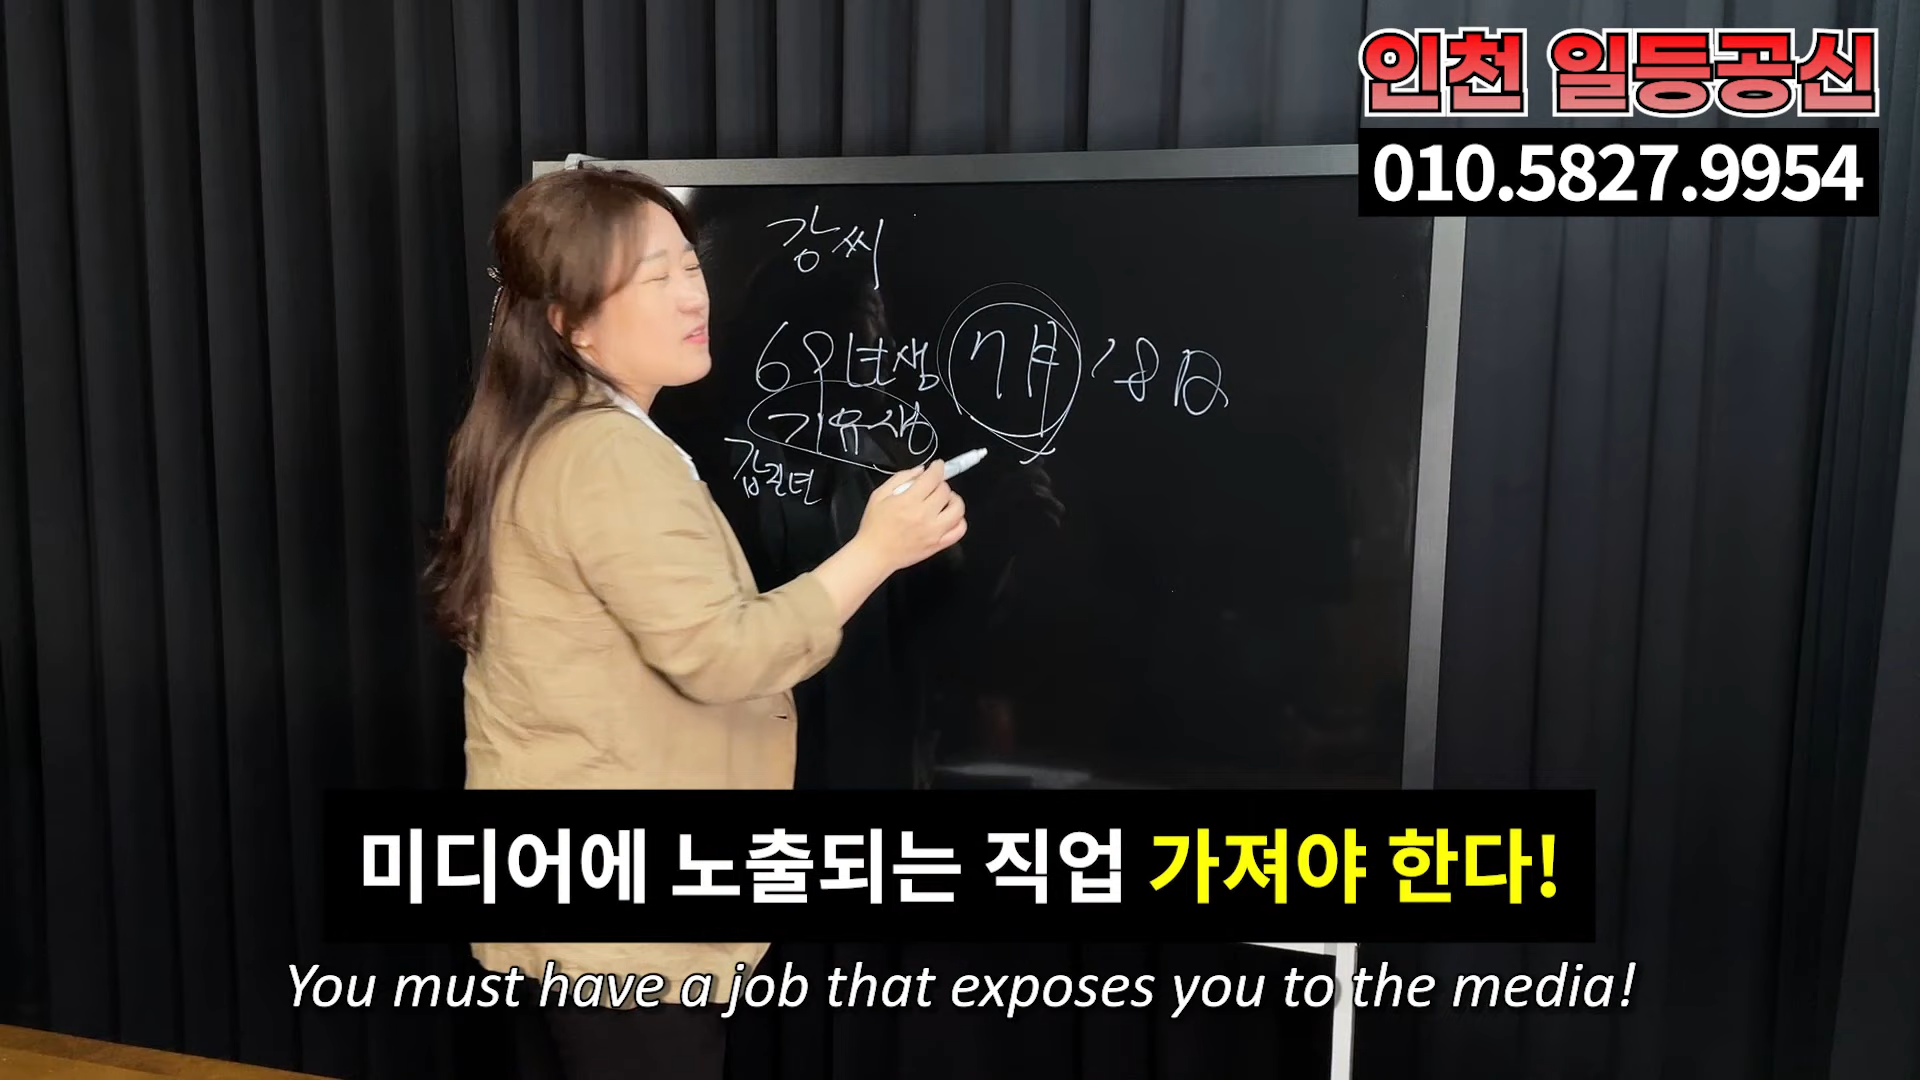 인천 일등공신
010.5827.9954
강씨
69년생 7월 18일
기유생
갑진년
미디어에 노출되는 직업 가져야 한다!
You must have a job that exposes you to the media!